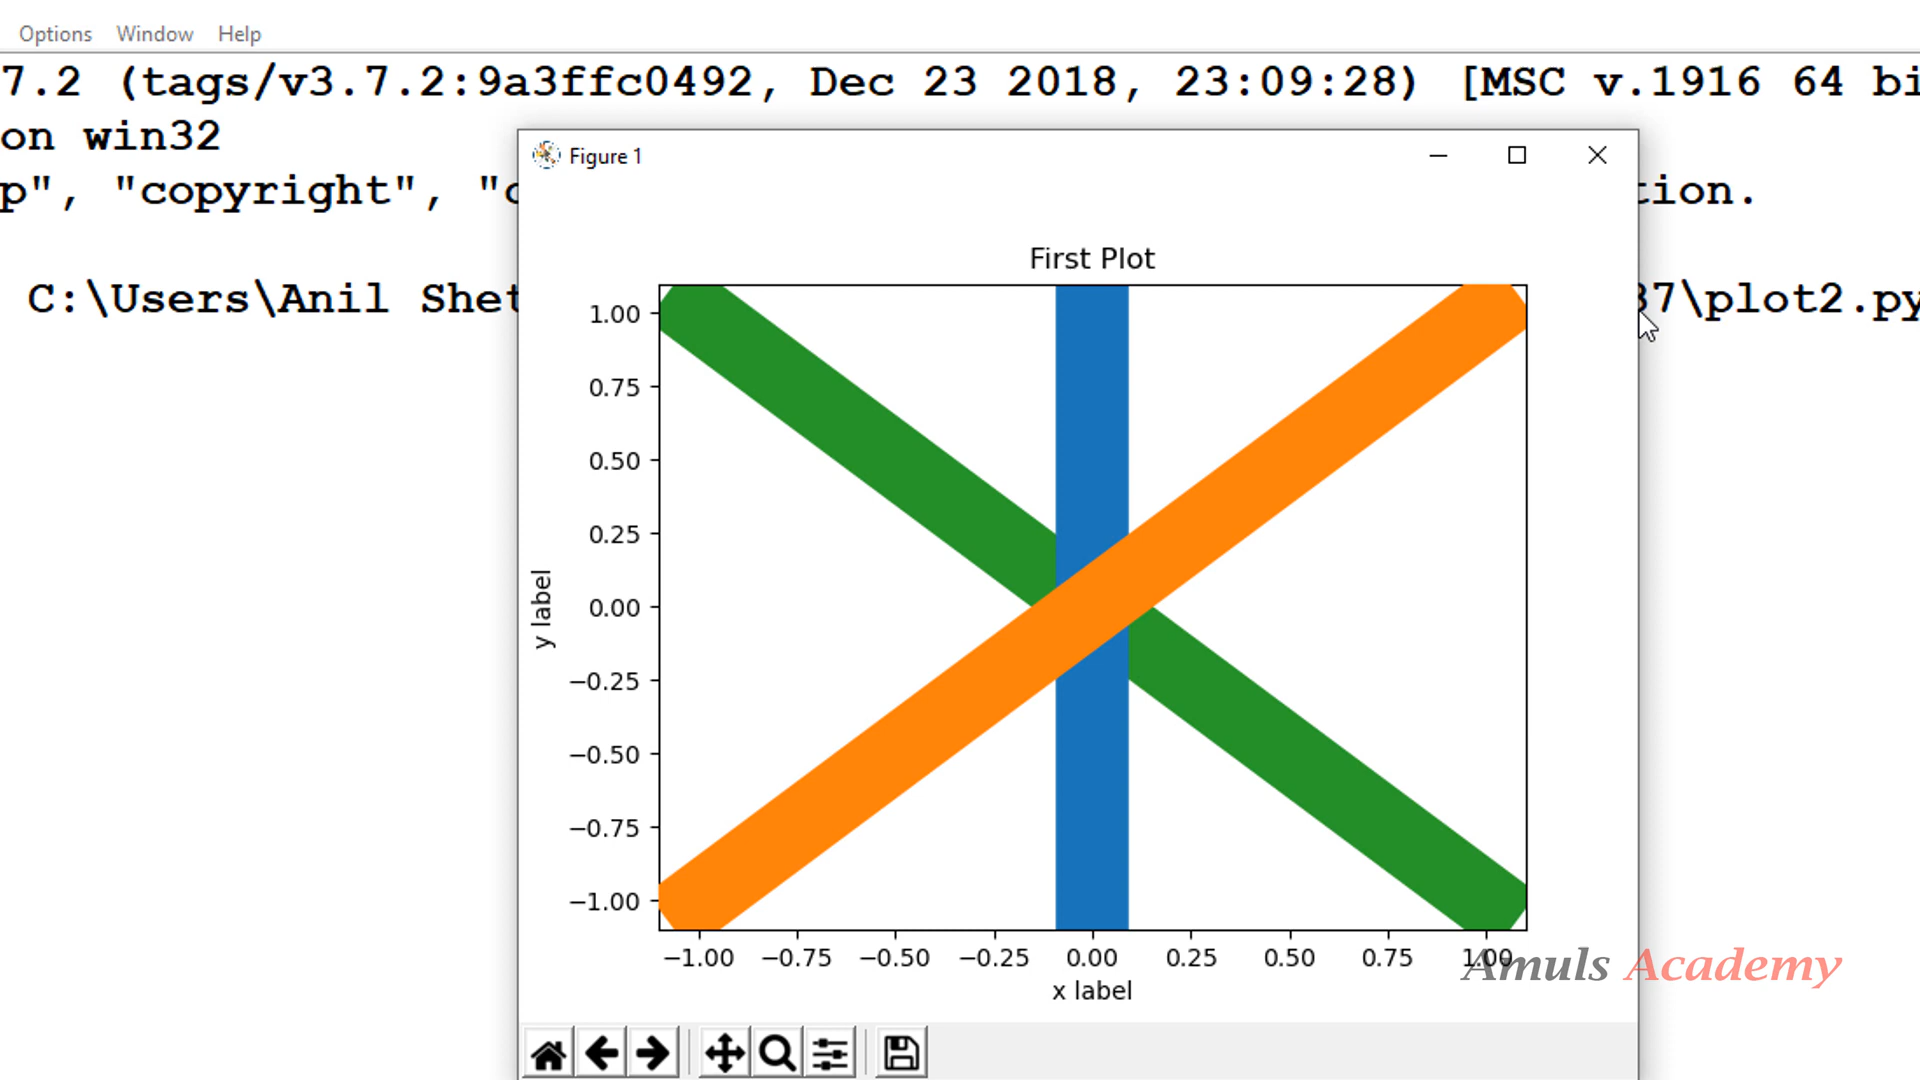 Options Window Help
7.2 (tags/v3.7.2:9a3ffc0492, Dec 23 2018, 23:09:28) [MSC v.1916 64 bi
on win32
p", "copyright", "c
tion.
C:\Users\Anil Shet
37\plot2.py
Figure 1
First Plot
1.00
0.75
0.50
0.25
0.00
−0.25
−0.50
−0.75
−1.00
y label
−1.00 −0.75 −0.50 −0.25 0.00 0.25 0.50 0.75 1.00
x label
Amuls Academy